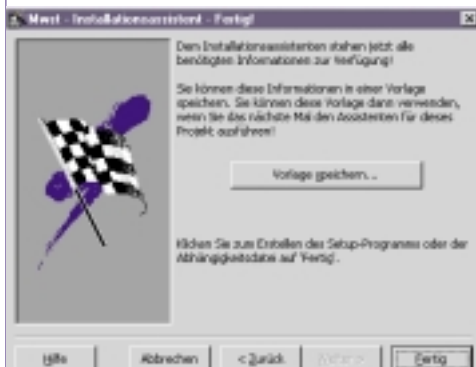 Mwst - Installationsassistent - Fertig!
Dem Installationsassistenten stehen jetzt alle
benötigten Informationen zur Verfügung!
Sie können diese Informationen in einer Vorlage
speichern. Sie können diese Vorlage dann verwenden,
wenn Sie das nächste Mal den Assistenten für dieses
Projekt ausführen!
Vorlage speichern...
Klicken Sie zum Erstellen des Setup-Programms oder der
Abhängigkeitsdatei auf 'Fertig'.
Hilfe
Abbrechen
< Zurück
Weiter >
Fertig